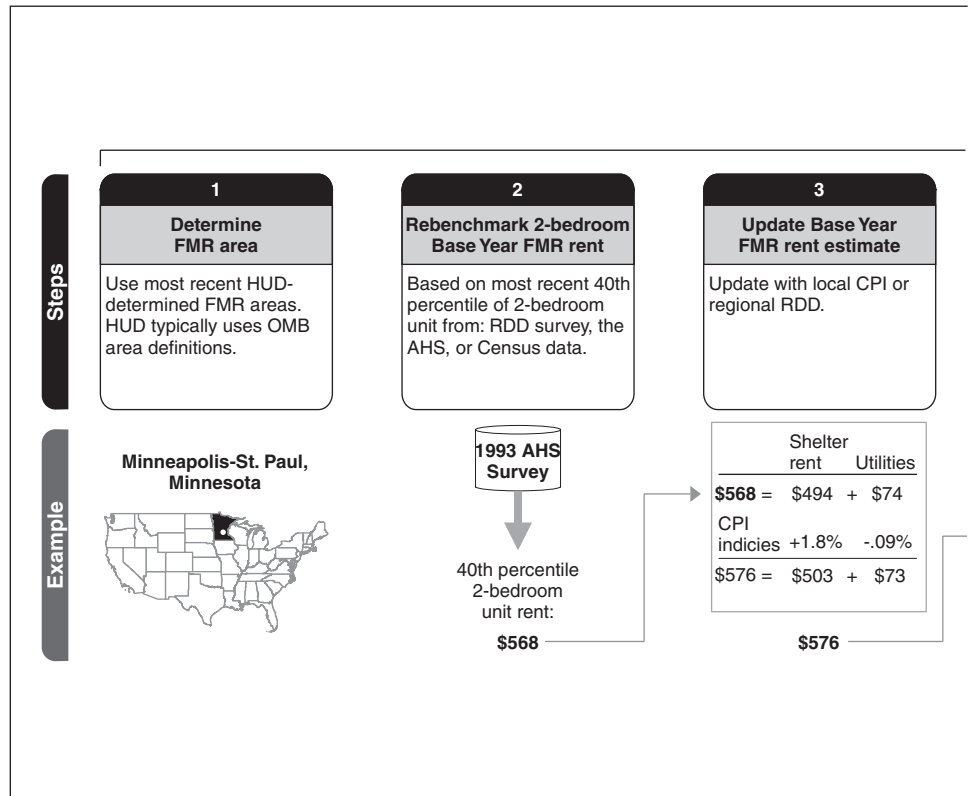 Steps
1
Determine
FMR area
Use most recent HUD-
determined FMR areas.
HUD typically uses OMB
area definitions.
2
Rebenchmark 2-bedroom
Base Year FMR rent
Based on most recent 40th
percentile of 2-bedroom
unit from: RDD survey, the
AHS, or Census data.
3
Update Base Year
FMR rent estimate
Update with local CPI or
regional RDD.
Example
Minneapolis-St. Paul,
Minnesota
1993 AHS
Survey
40th percentile
2-bedroom
unit rent:
$568
Shelter
rent Utilities
$568 = $494 + $74
CPI
indicies +1.8% -.09%
$576 = $503 + $73
$576